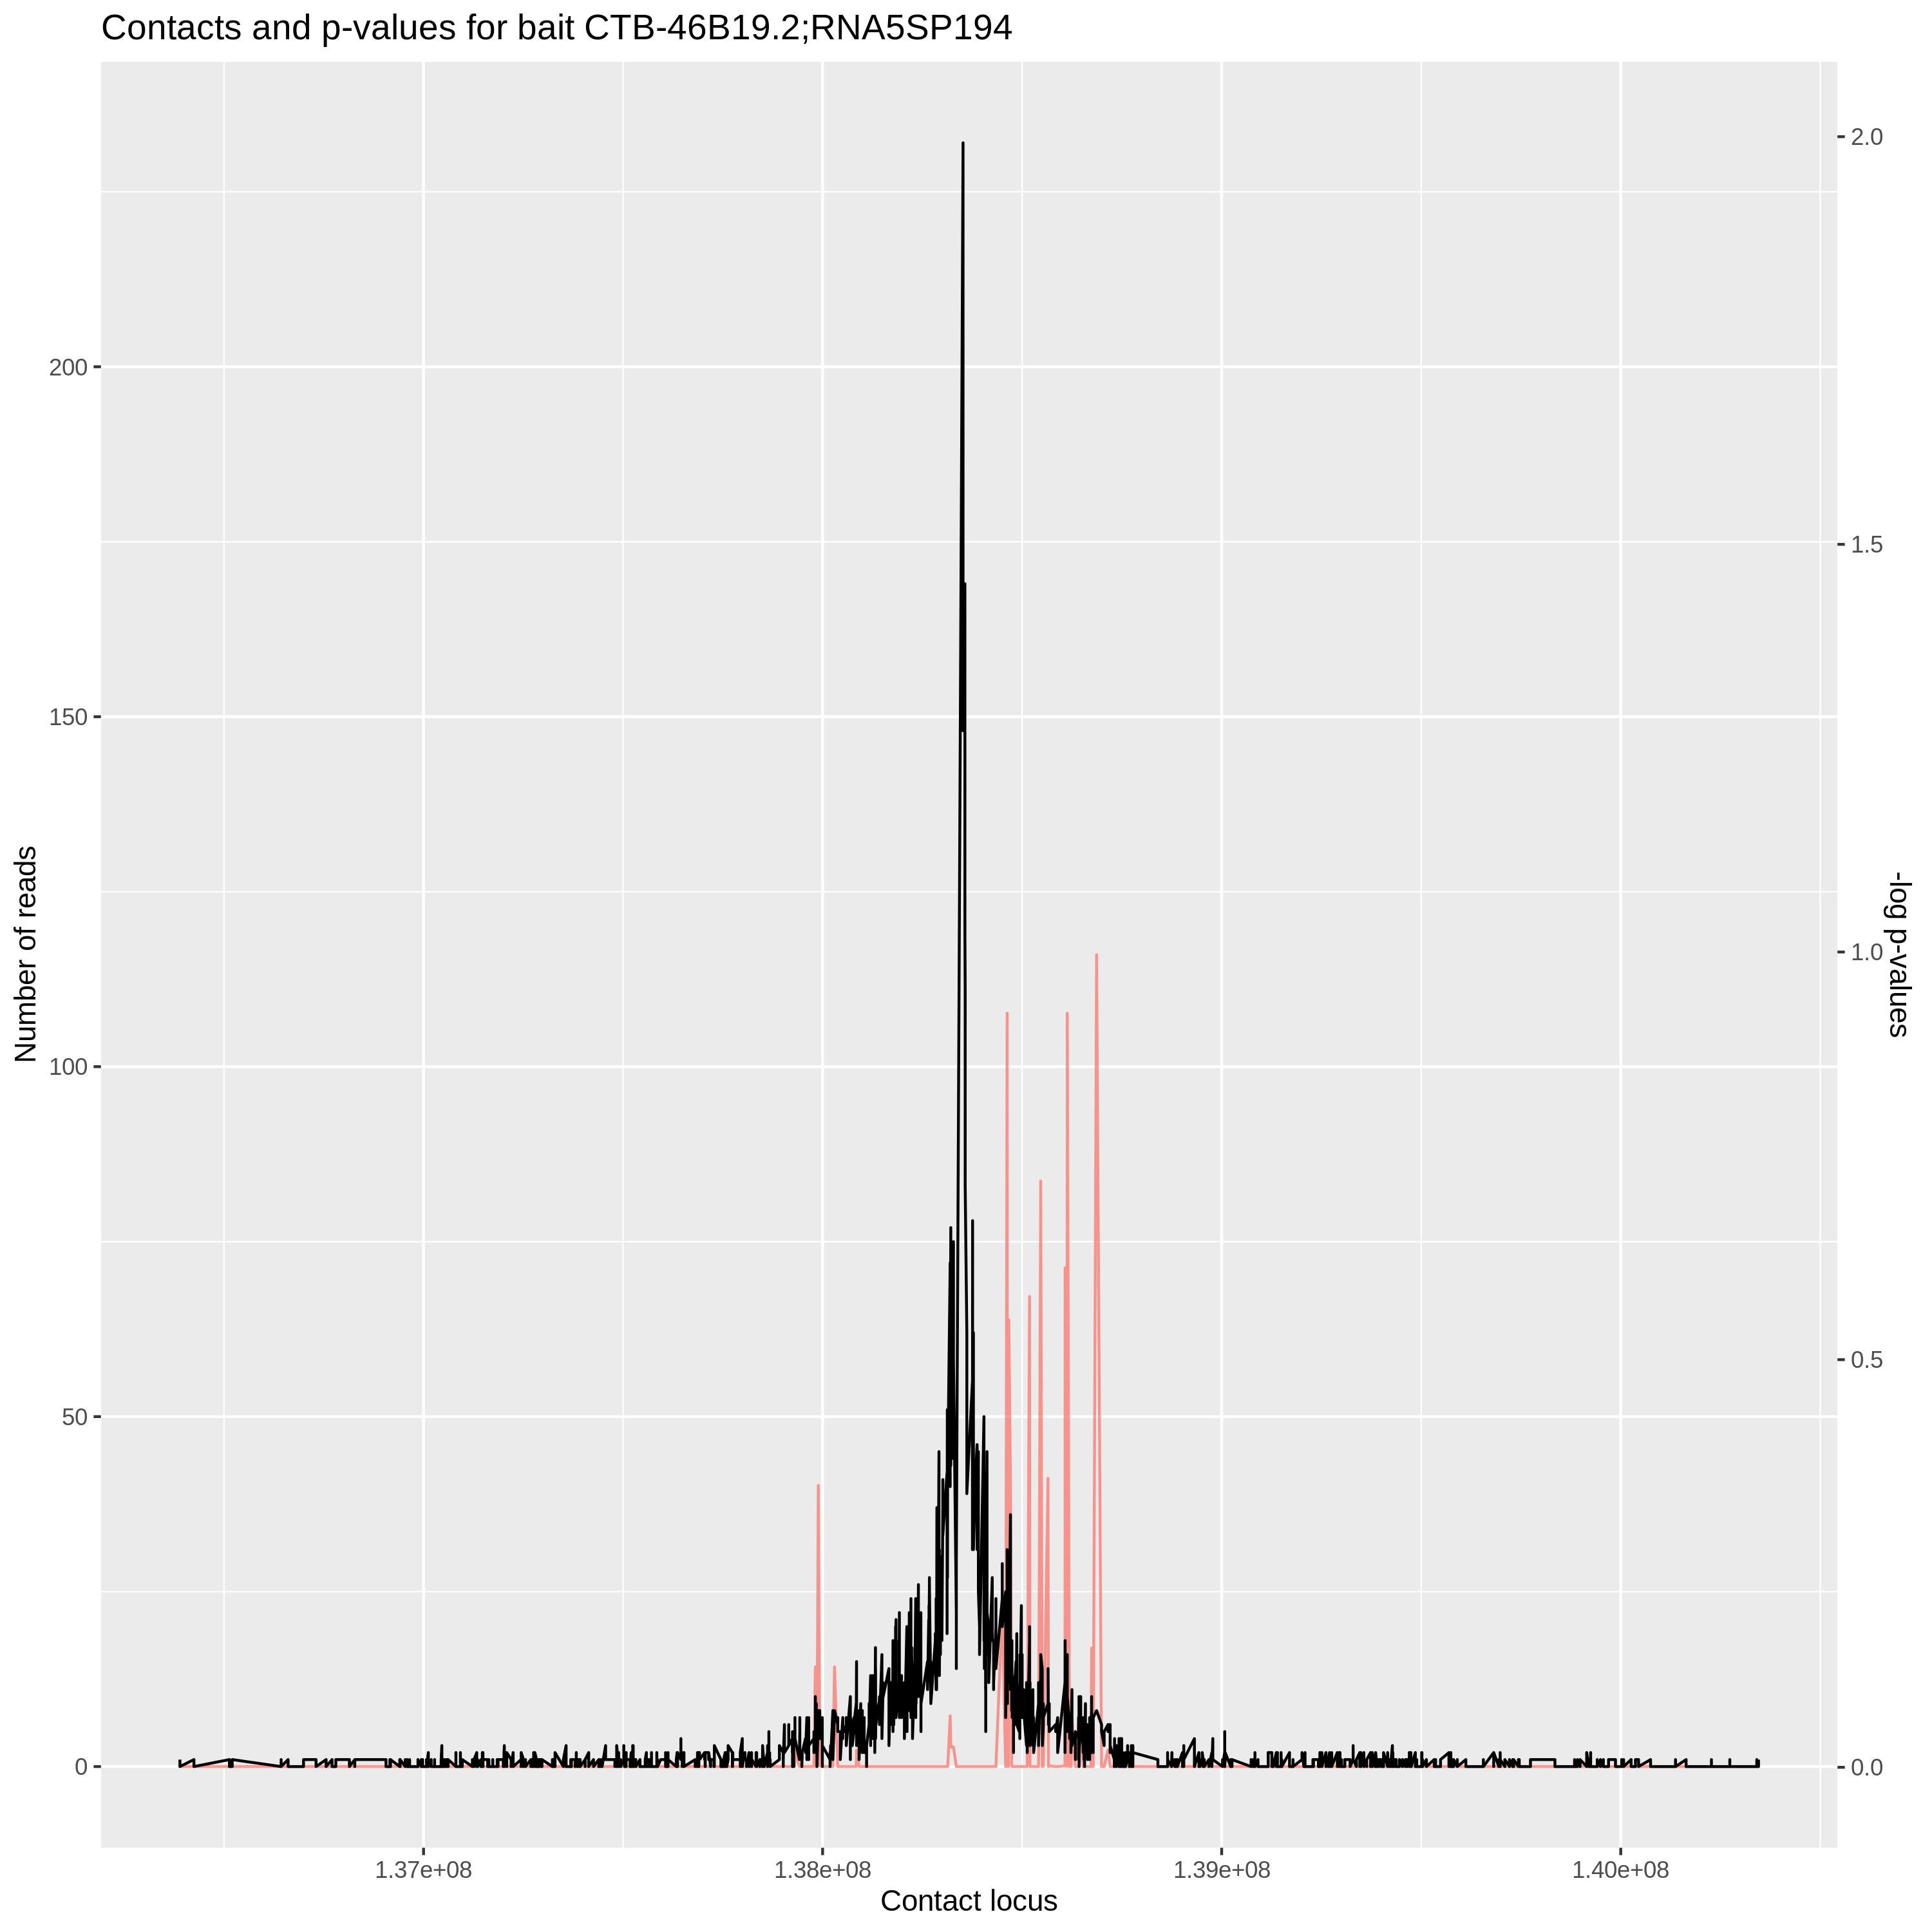 Contacts and p-values for bait CTB-46B19.2;RNA5SP194
Number of reads
200
150
100
50
0
2.0
1.5
1.0
0.5
0.0
-log p-values
1.37e+08
1.38e+08
1.39e+08
1.40e+08
Contact locus